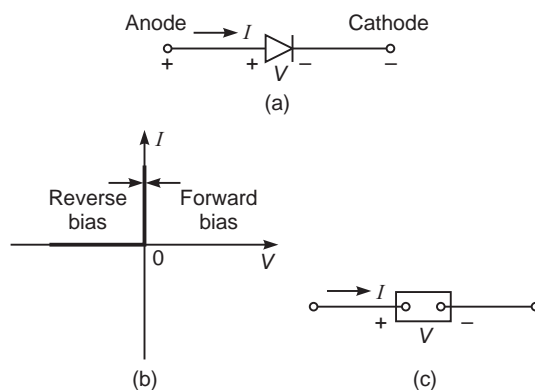 Anode I Cathode
+ + V – –
(a)
I
Reverse Forward
bias bias
0 V
(b)
I
+ V –
(c)